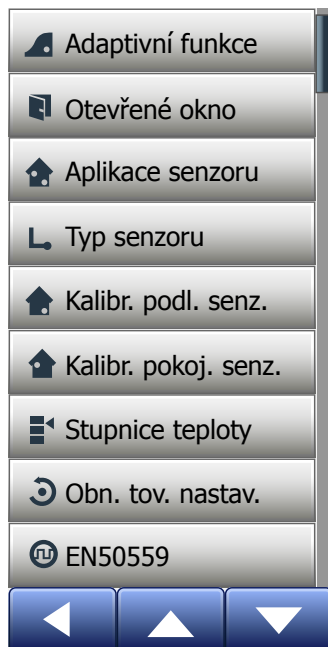 Adaptivní funkce
Otevřené okno
Aplikace senzoru
Typ senzoru
Kalibr. podl. senz.
Kalibr. pokoj. senz.
Stupnice teploty
Obn. tov. nastav.
EN50559